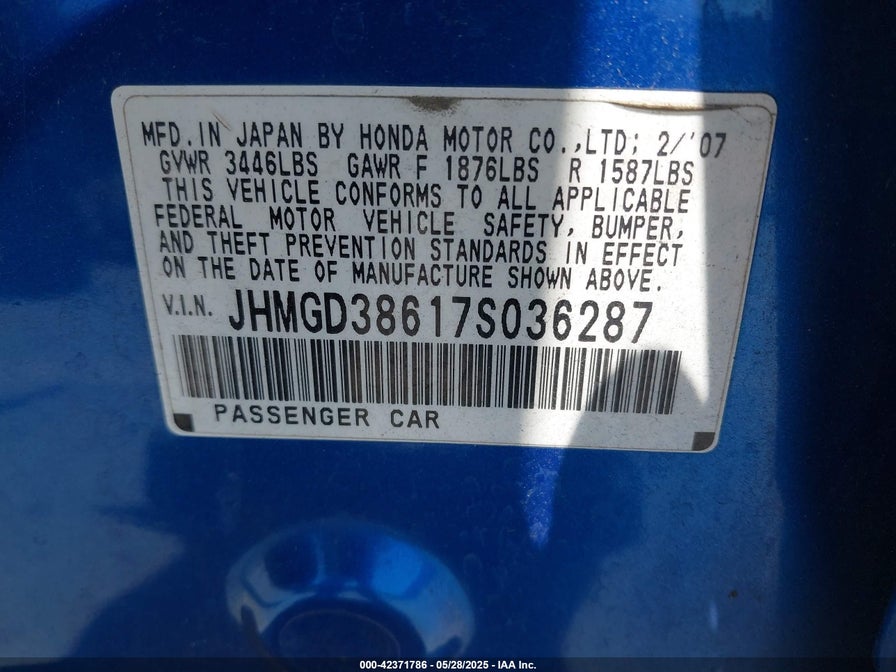 MFD.IN JAPAN BY HONDA MOTOR CO.,LTD; 2/'07
GVWR 3446LBS GAWR F 1876LBS R 1587LBS
THIS VEHICLE CONFORMS TO ALL APPLICABLE
FEDERAL MOTOR VEHICLE SAFETY, BUMPER,
AND THEFT PREVENTION STANDARDS IN EFFECT
ON THE DATE OF MANUFACTURE SHOWN ABOVE.
V.I.N. JHMGD38617S036287
PASSENGER CAR
000-42371786 - 05/28/2025 - IAA Inc.